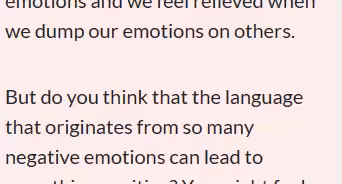 emotions and we feel relieved when
we dump our emotions on others.
But do you think that the language
that originates from so many
negative emotions can lead to